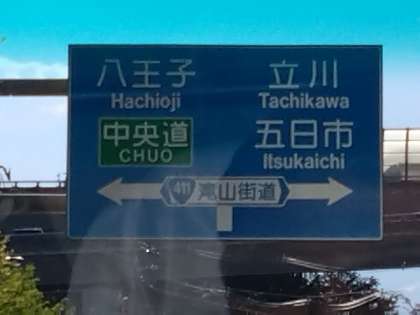 八王子 立川
Hachioji Tachikawa
中央道 五日市
CHUO Itsukaichi
411 滝山街道